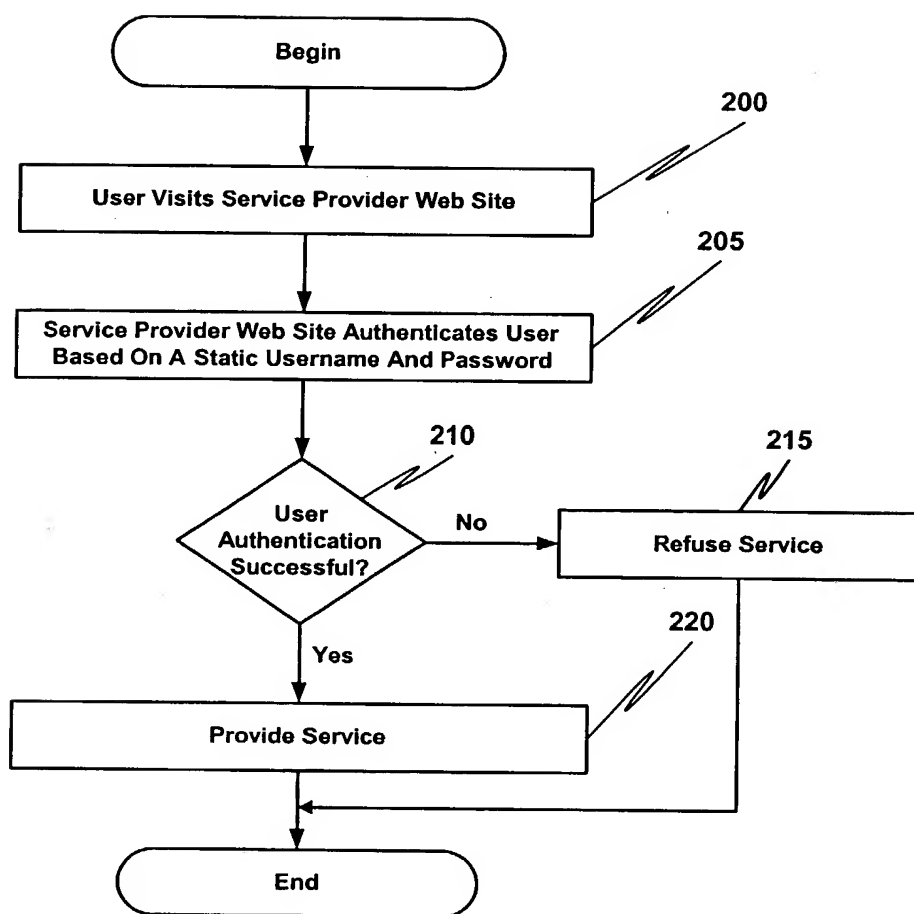 Begin
200
User Visits Service Provider Web Site
205
Service Provider Web Site Authenticates User
Based On A Static Username And Password
210
215
User
Authentication
Successful?
No
Refuse Service
Yes
220
Provide Service
End